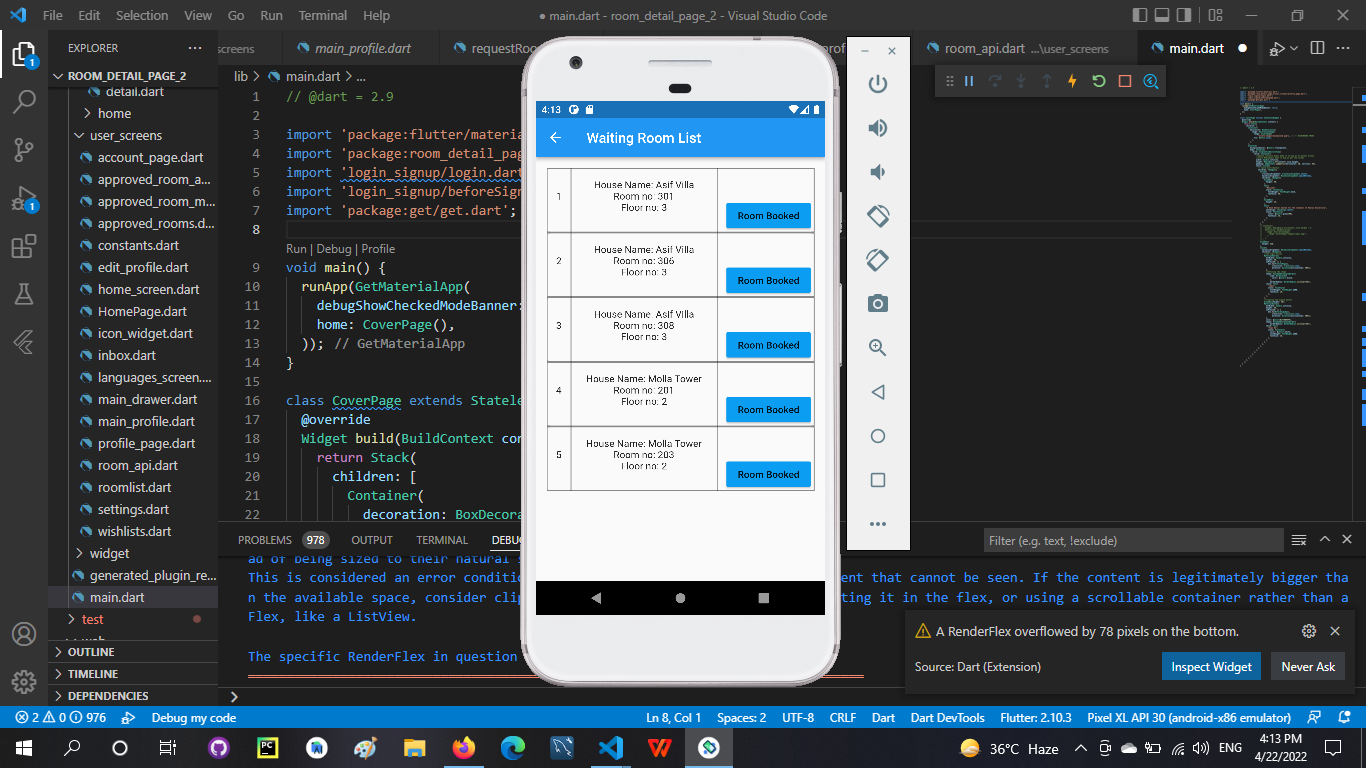 File Edit Selection View Go Run Terminal Help
● main.dart - room_detail_page_2 - Visual Studio Code
EXPLORER
ROOM_DETAIL_PAGE_2
detail.dart
home
user_screens
account_page.dart
approved_room_a...
approved_room_m...
approved_rooms.d...
constants.dart
edit_profile.dart
home_screen.dart
HomePage.dart
icon_widget.dart
inbox.dart
languages_screen....
main_drawer.dart
main_profile.dart
profile_page.dart
room_api.dart
roomlist.dart
settings.dart
wishlists.dart
widget
generated_plugin_re...
main.dart
test
OUTLINE
TIMELINE
DEPENDENCIES
1
1
screens main_profile.dart requestRo
prof room_api.dart ...\user_screens main.dart
lib > main.dart > ...
1 // @dart = 2.9
2
3 import 'package:flutter/materia
4 import 'package:room_detail_pag
5 import 'login_signup/login.dart
6 import 'login_signup/beforeSign
7 import 'package:get/get.dart';
8
Run | Debug | Profile
9 void main() {
10 runApp(GetMaterialApp(
11 debugShowCheckedModeBanner:
12 home: CoverPage(),
13 )); // GetMaterialApp
14 }
15
16 class CoverPage extends Statele
17 @override
18 Widget build(BuildContext con
19 return Stack(
20 children: [
21 Container(
22 decoration: BoxDecora
4:13
Waiting Room List
1
House Name: Asif Villa
Room no: 301
Floor no: 3
Room Booked
2
House Name: Asif Villa
Room no: 306
Floor no: 3
Room Booked
3
House Name: Asif Villa
Room no: 308
Floor no: 3
Room Booked
4
House Name: Molla Tower
Room no: 201
Floor no: 2
Room Booked
5
House Name: Molla Tower
Room no: 203
Floor no: 2
Room Booked
PROBLEMS 978 OUTPUT TERMINAL DEBU
Filter (e.g. text, !exclude)
ad of being sized to their natural s
This is considered an error conditio
ent that cannot be seen. If the content is legitimately bigger tha
n the available space, consider clip
ting it in the flex, or using a scrollable container rather than a
Flex, like a ListView.
The specific RenderFlex in question
A RenderFlex overflowed by 78 pixels on the bottom.
Source: Dart (Extension)
Inspect Widget
Never Ask
2 0 976 Debug my code
Ln 8, Col 1 Spaces: 2 UTF-8 CRLF Dart Dart DevTools Flutter: 2.10.3 Pixel XL API 30 (android-x86 emulator)
PC
36°C Haze
ENG
4:13 PM
4/22/2022